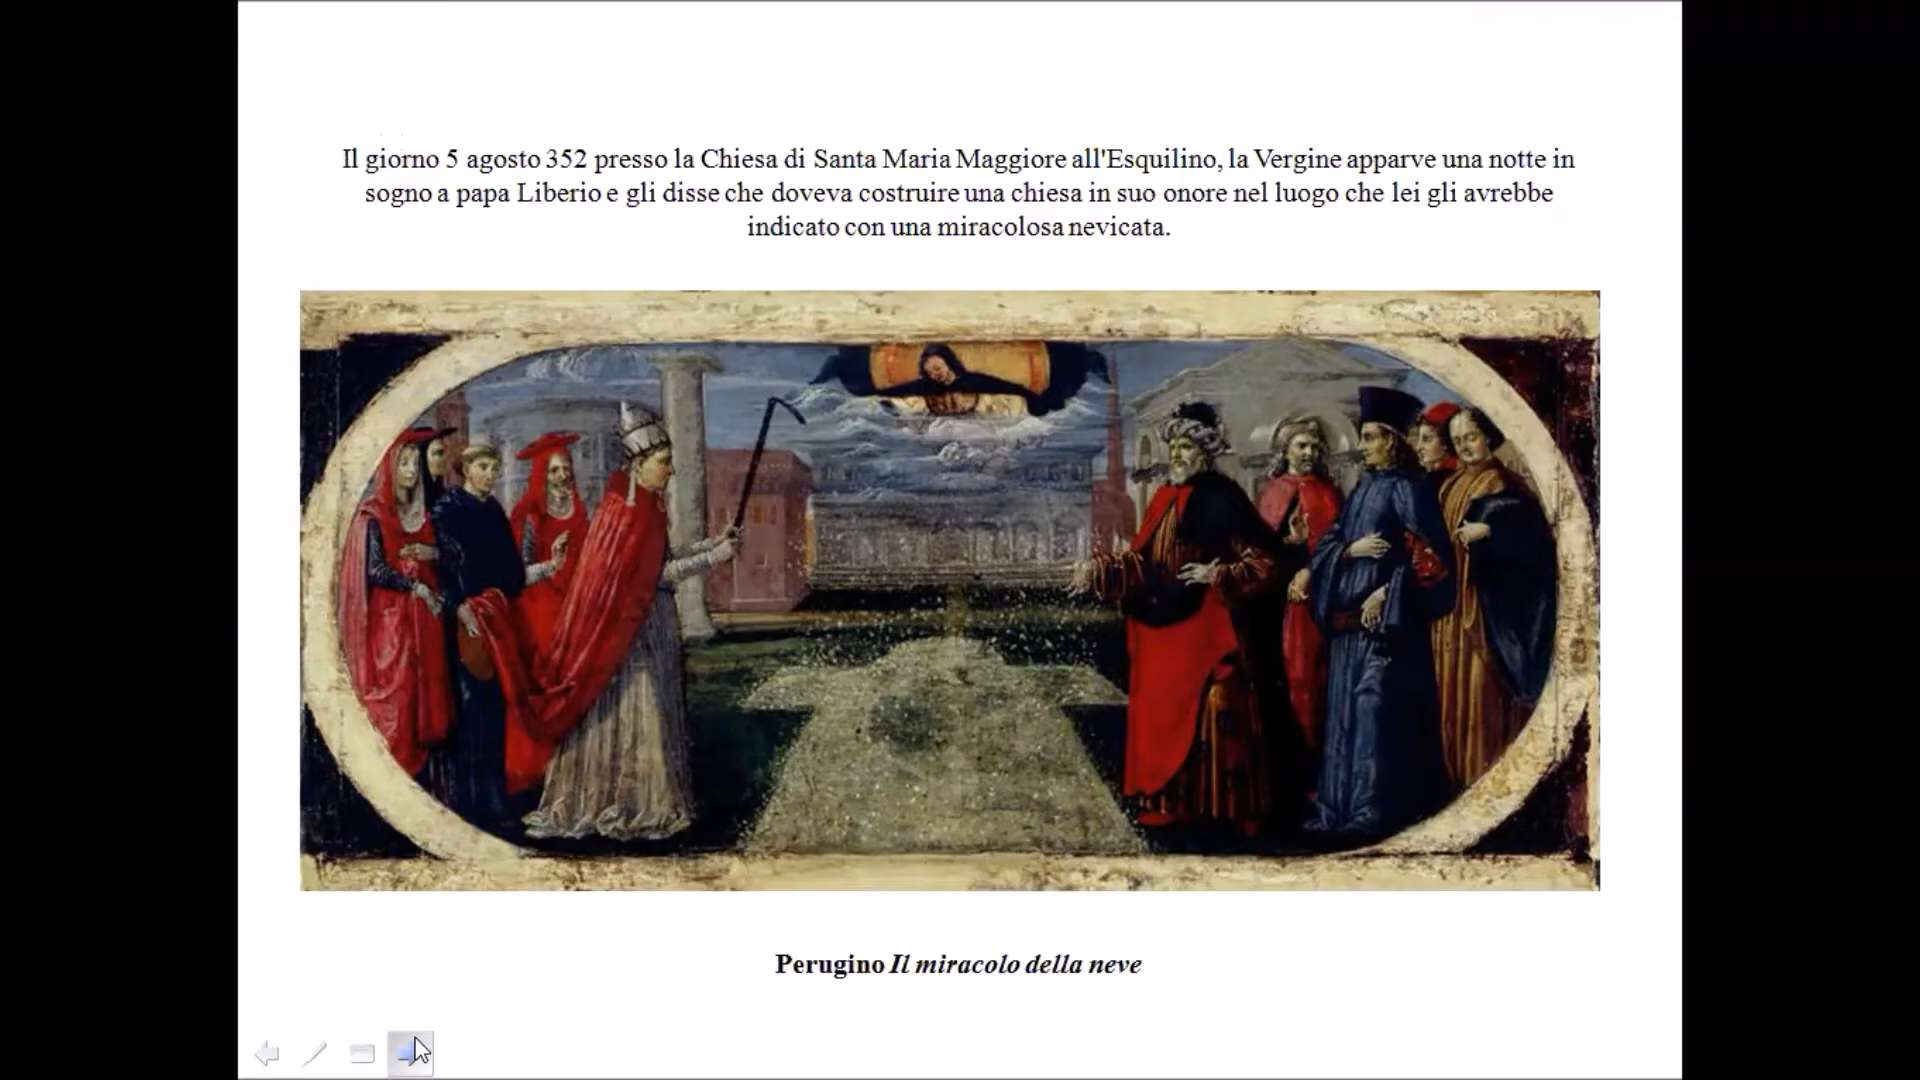 Il giorno 5 agosto 352 presso la Chiesa di Santa Maria Maggiore all'Esquilino, la Vergine apparve una notte in
sogno a papa Liberio e gli disse che doveva costruire una chiesa in suo onore nel luogo che lei gli avrebbe
indicato con una miracolosa nevicata.
Perugino Il miracolo della neve